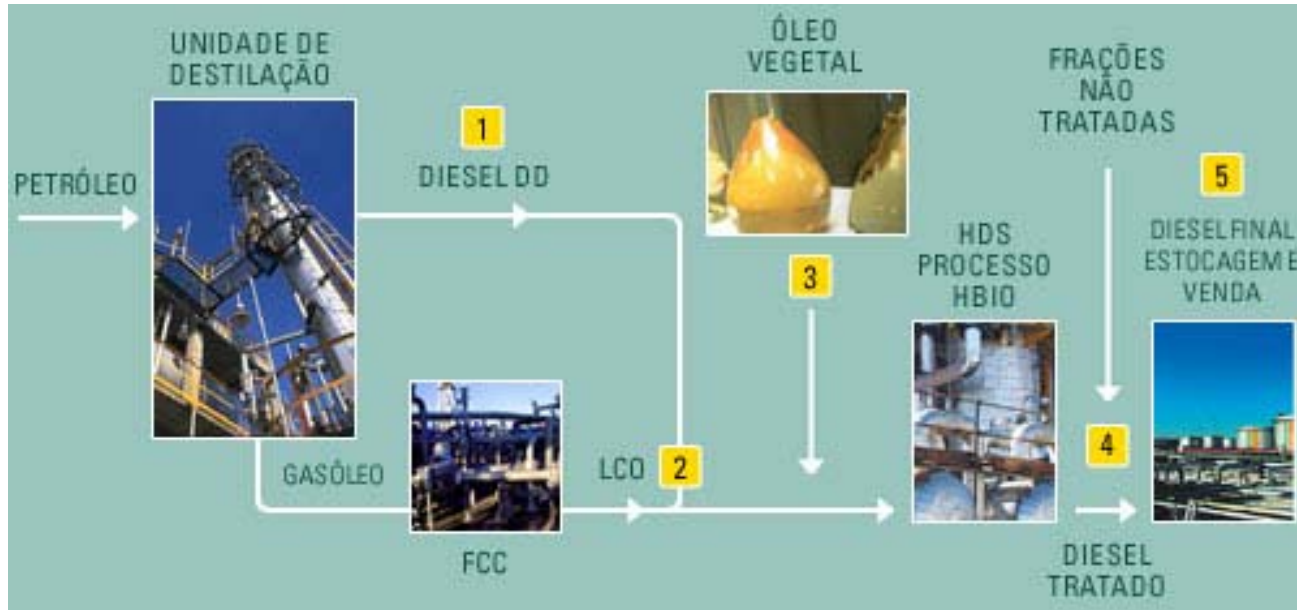 UNIDADE DE
DESTILAÇÃO
PETRÓLEO
1
DIESEL DD
ÓLEO
VEGETAL
3
FRAÇÕES
NÃO
TRATADAS
HDS
PROCESSO
HBIO
5
DIESEL FINAL
ESTOCAGEM E
VENDA
GASÓLEO
FCC
LCO
2
4
DIESEL
TRATADO